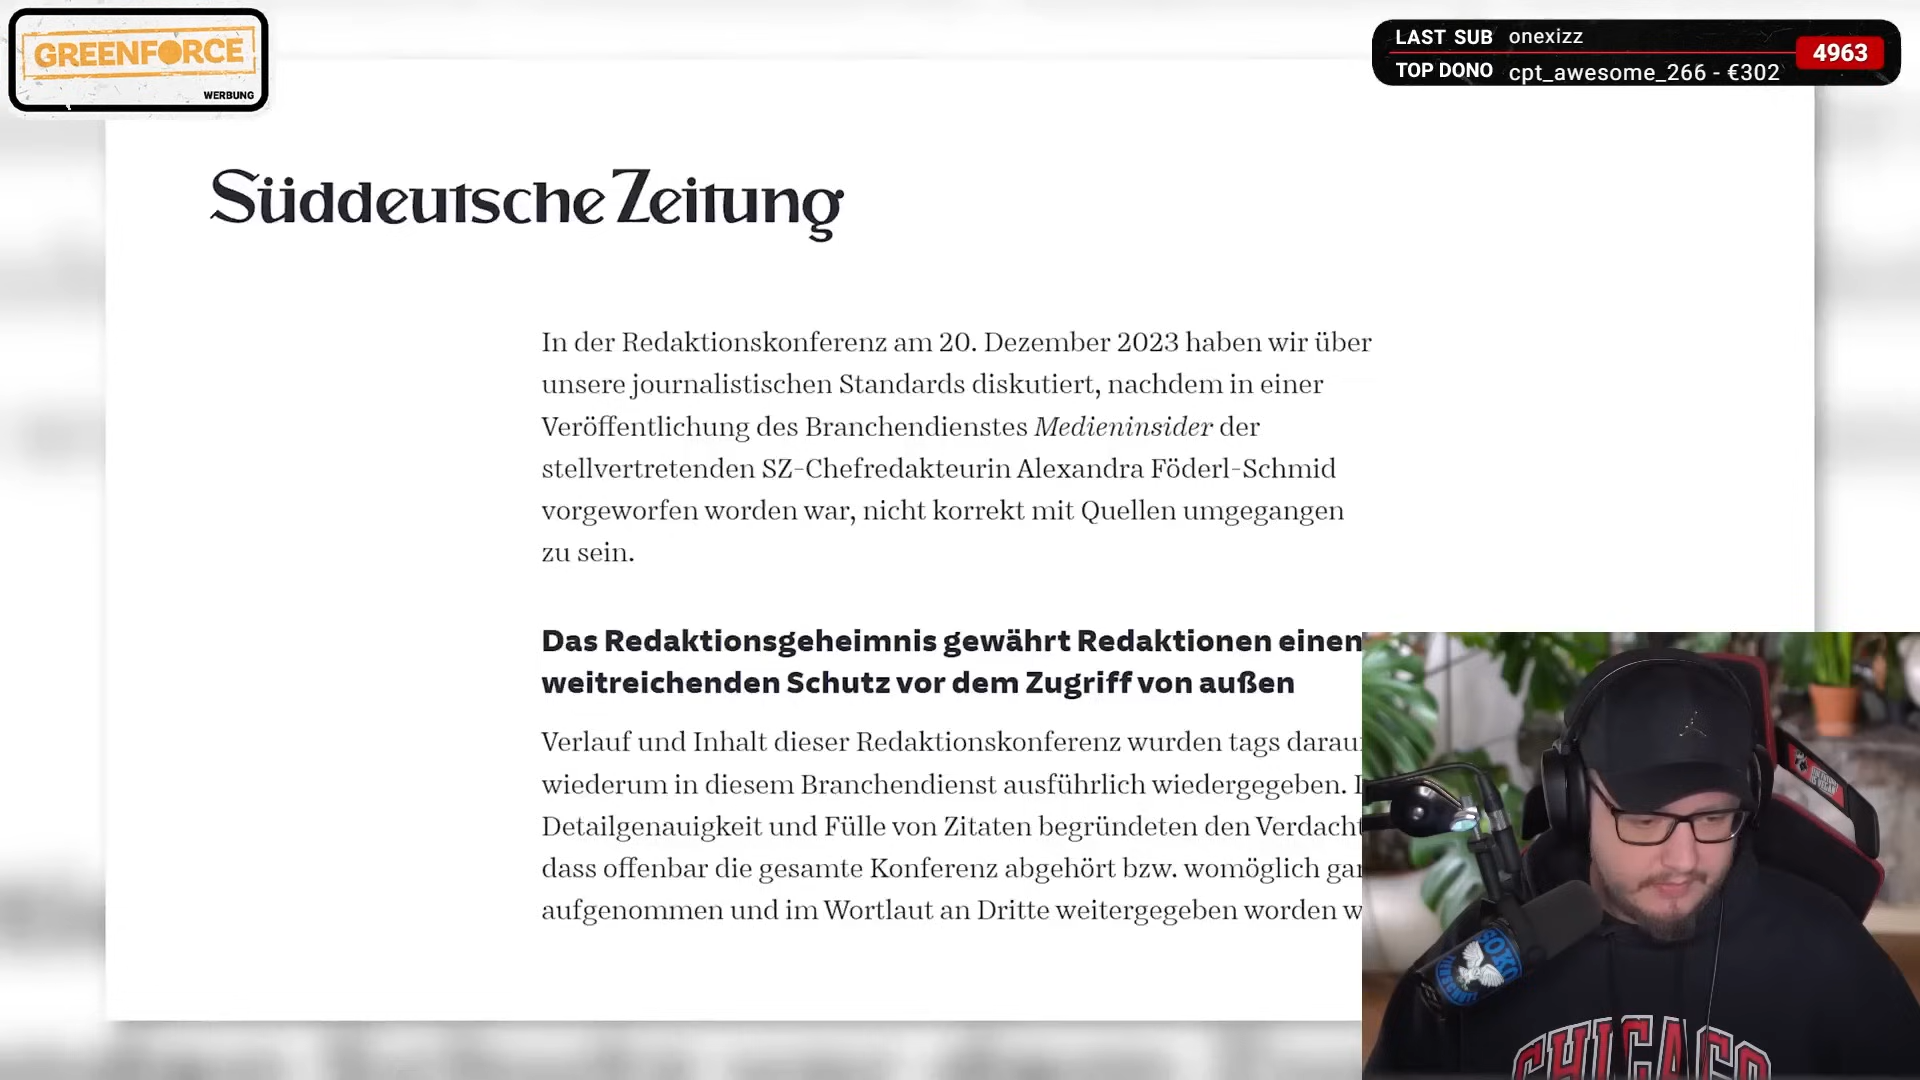 GREENFORCE
WERBUNG
LAST SUB onexizz
TOP DONO cpt_awesome_266 - €302
4963
Süddeutsche Zeitung
In der Redaktionskonferenz am 20. Dezember 2023 haben wir über
unsere journalistischen Standards diskutiert, nachdem in einer
Veröffentlichung des Branchendienstes Medieninsider der
stellvertretenden SZ-Chefredakteurin Alexandra Föderl-Schmid
vorgeworfen worden war, nicht korrekt mit Quellen umgegangen
zu sein.
Das Redaktionsgeheimnis gewährt Redaktionen einen
weitreichenden Schutz vor dem Zugriff von außen
Verlauf und Inhalt dieser Redaktionskonferenz wurden tags
wiederum in diesem Branchendienst ausführlich wiedergegeben.
Detailgenauigkeit und Fülle von Zitaten begründeten den Verdacht
dass offenbar die gesamte Konferenz abgehört bzw. womöglich
aufgenommen und im Wortlaut an Dritte weitergegeben worden
SOKO
TIERSCHUTZ
CHICAGO